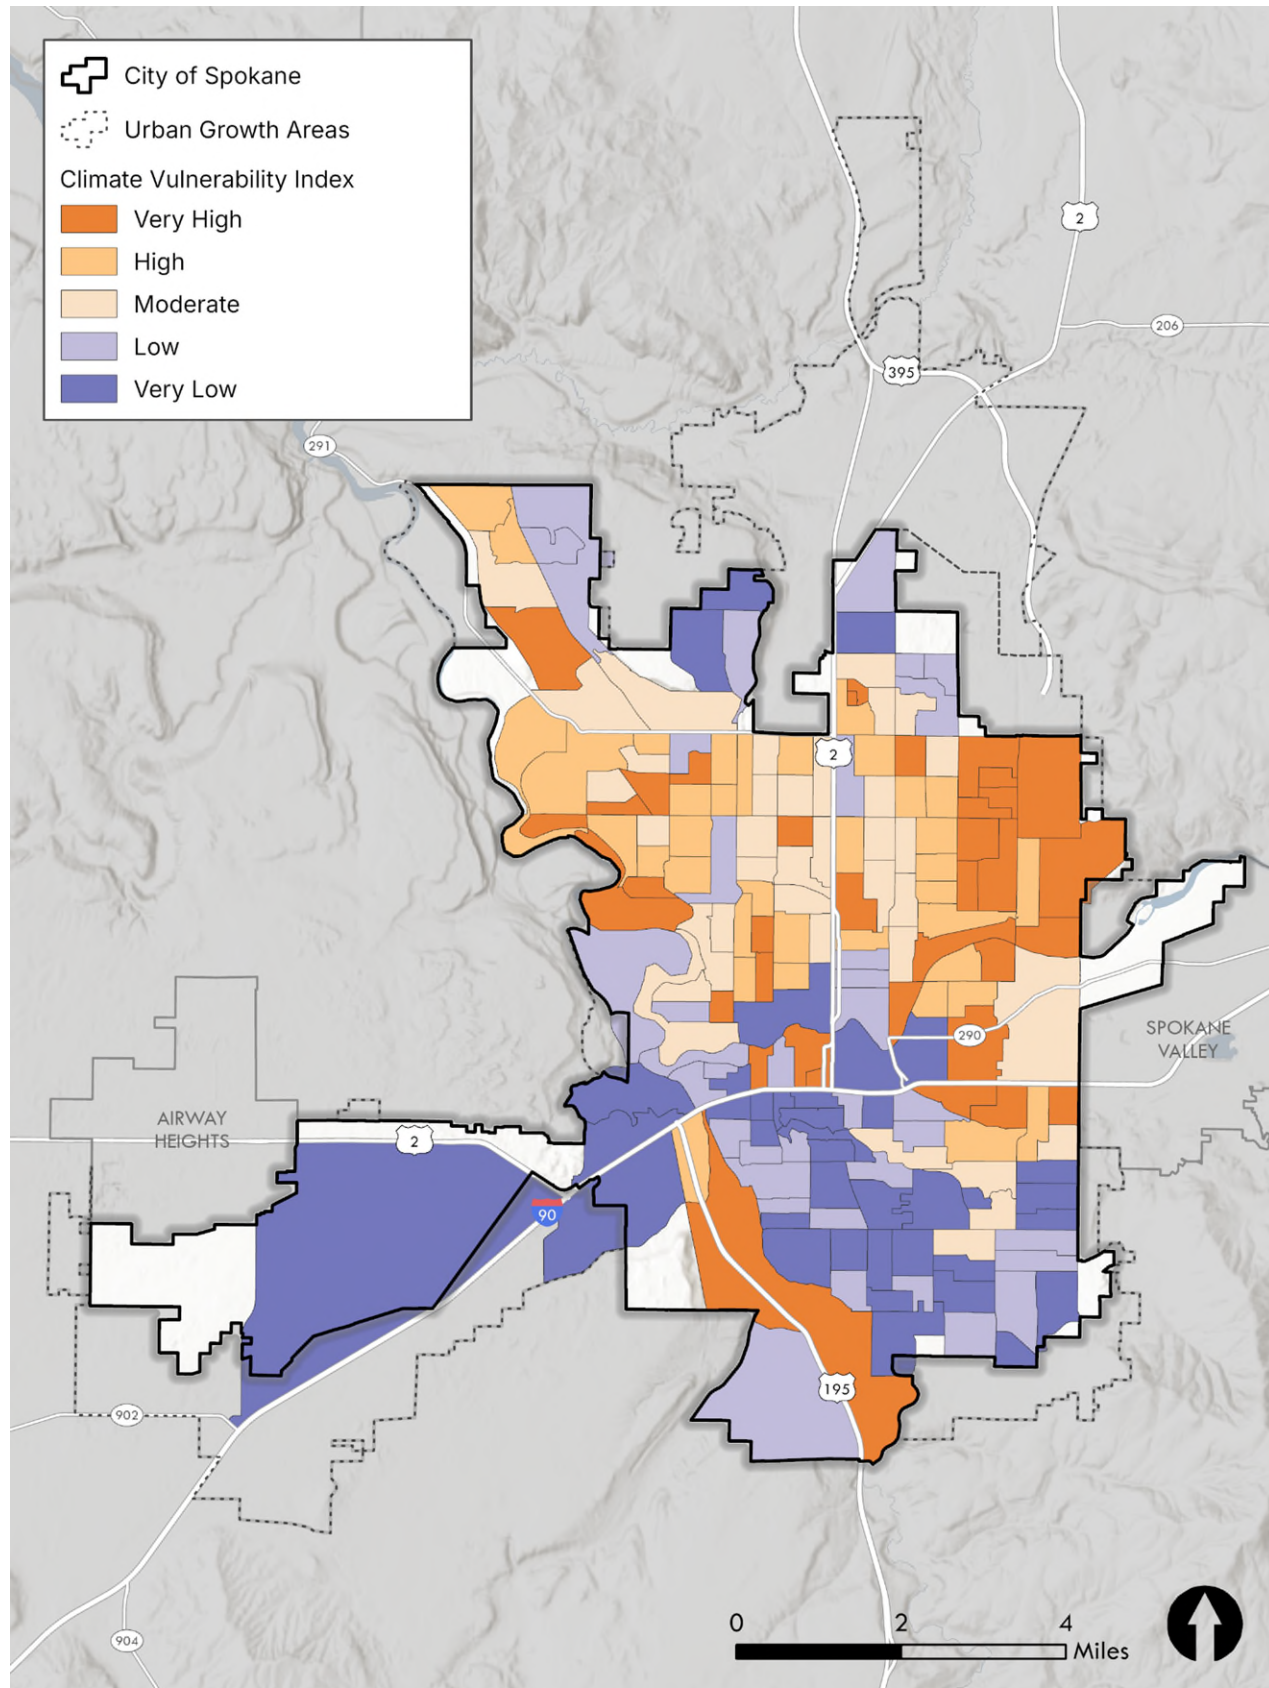 City of Spokane
Urban Growth Areas
Climate Vulnerability Index
Very High
High
Moderate
Low
Very Low
2
206
395
291
2
290
SPOKANE
VALLEY
AIRWAY
HEIGHTS
2
90
195
902
904
0 2 4
Miles